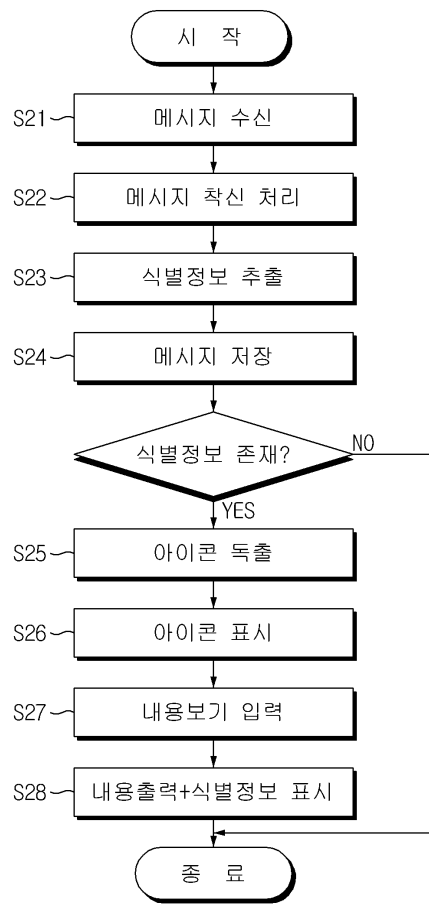 시 작
S21 메시지 수신
S22 메시지 착신 처리
S23 식별정보 추출
S24 메시지 저장
식별정보 존재?
NO
YES
S25 아이콘 독출
S26 아이콘 표시
S27 내용보기 입력
S28 내용출력+식별정보 표시
종 료